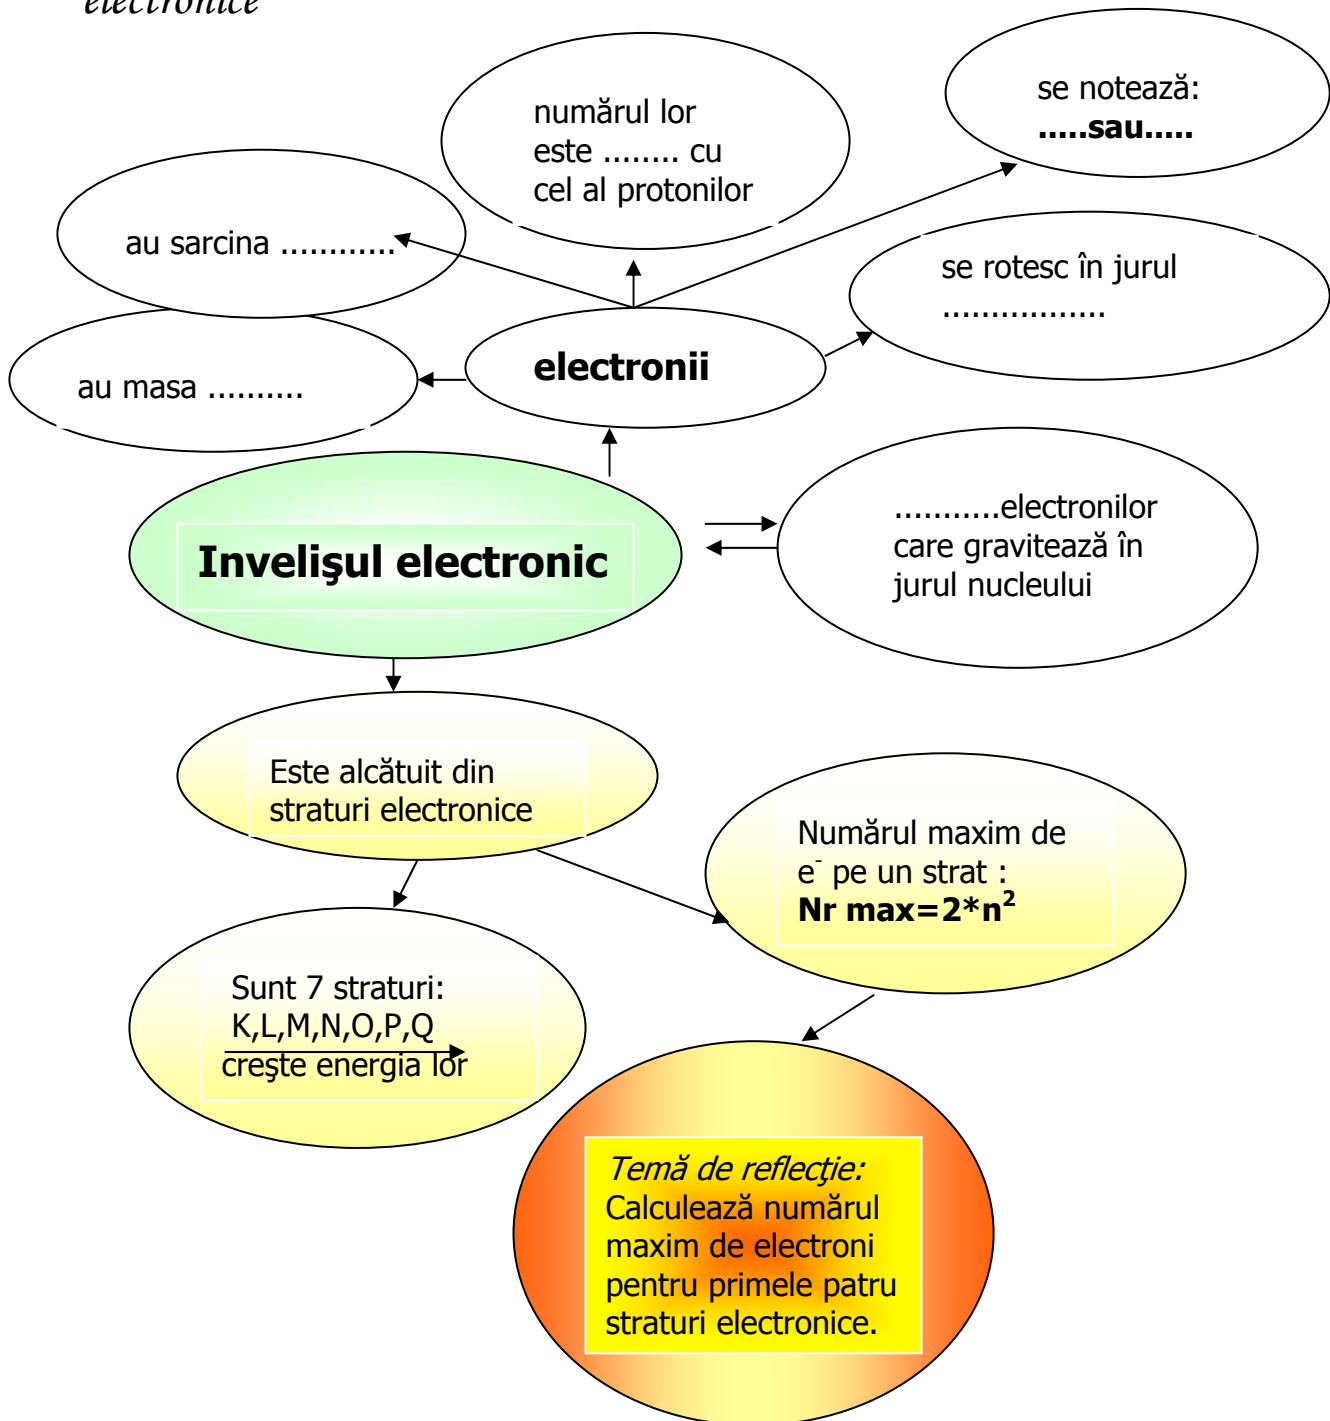 electronice
se notează:
.....sau.....
numărul lor
este ........ cu
cel al protonilor
au sarcina ............
se rotesc în jurul
.................
electronii
au masa ..........
...........electronilor
care gravitează în
jurul nucleului
Invelişul electronic
Este alcătuit din
straturi electronice
Numărul maxim de
e⁻ pe un strat :
Nr max=2*n²
Sunt 7 straturi:
K,L,M,N,O,P,Q
creşte energia lor
Temă de reflecţie:
Calculează numărul
maxim de electroni
pentru primele patru
straturi electronice.